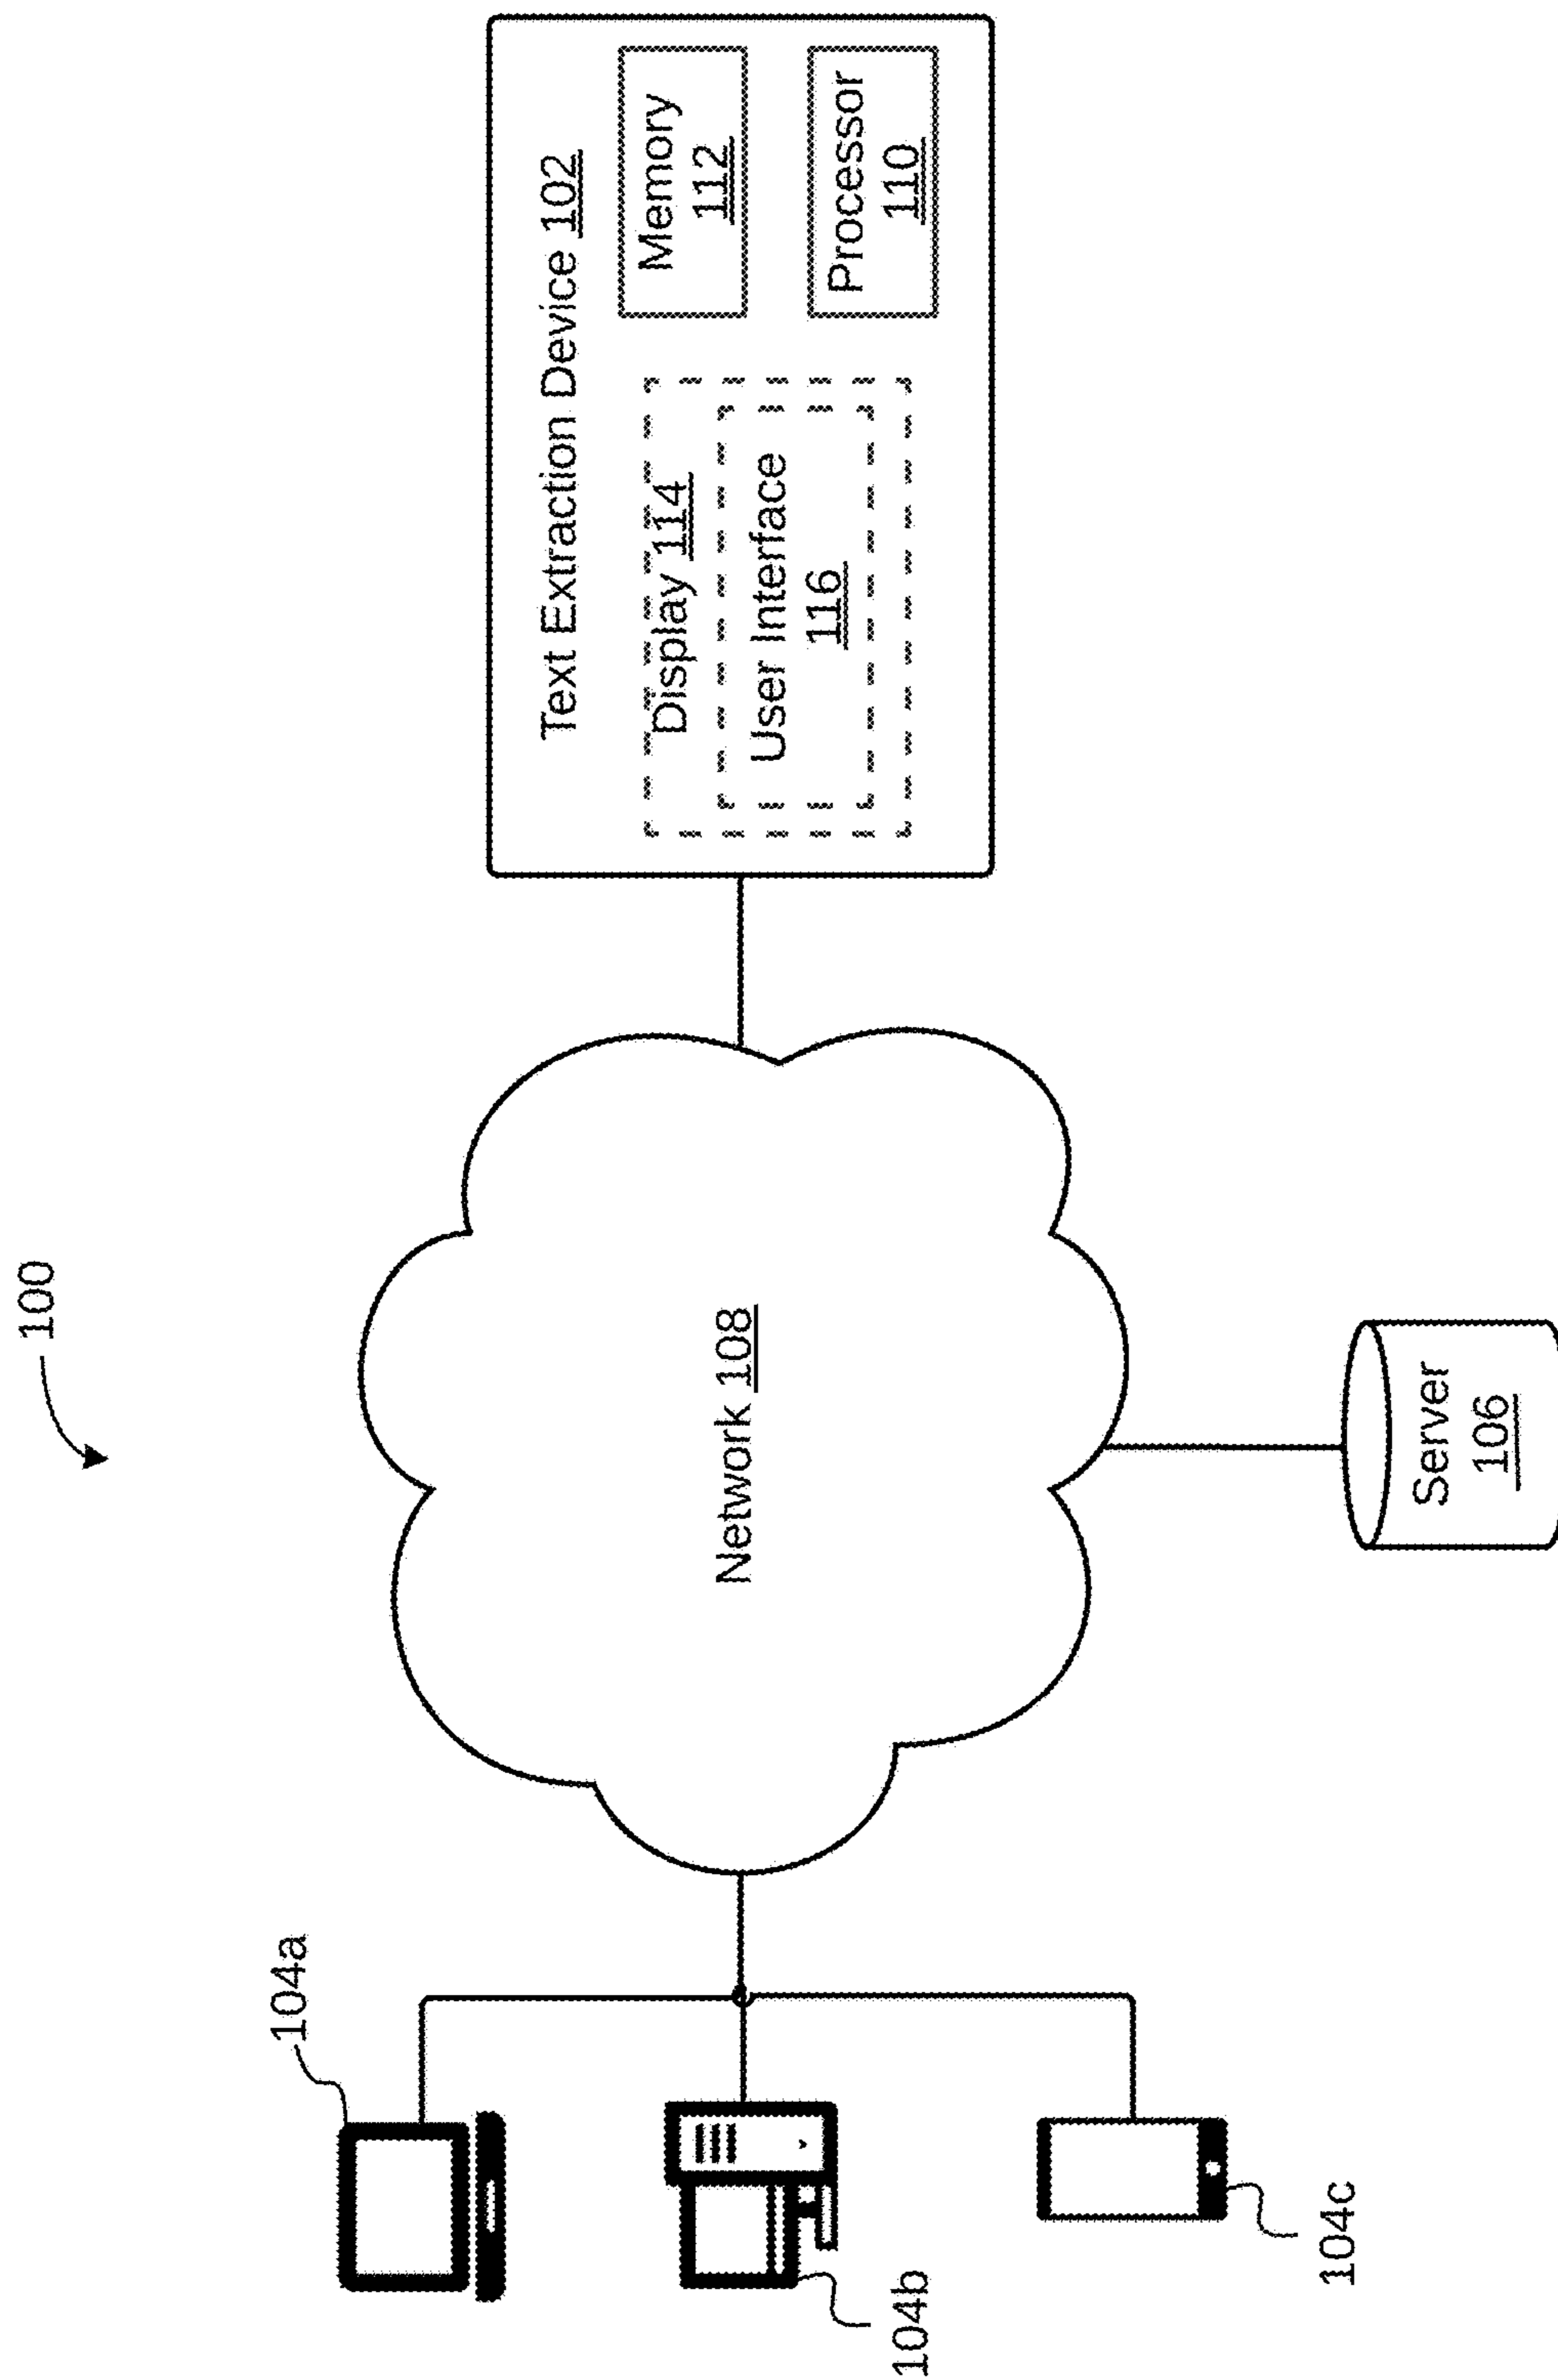 100
104a
104b
104c
Network 108
Server
106
Text Extraction Device 102
Display 114
User Interface
116
Memory
112
Processor
110